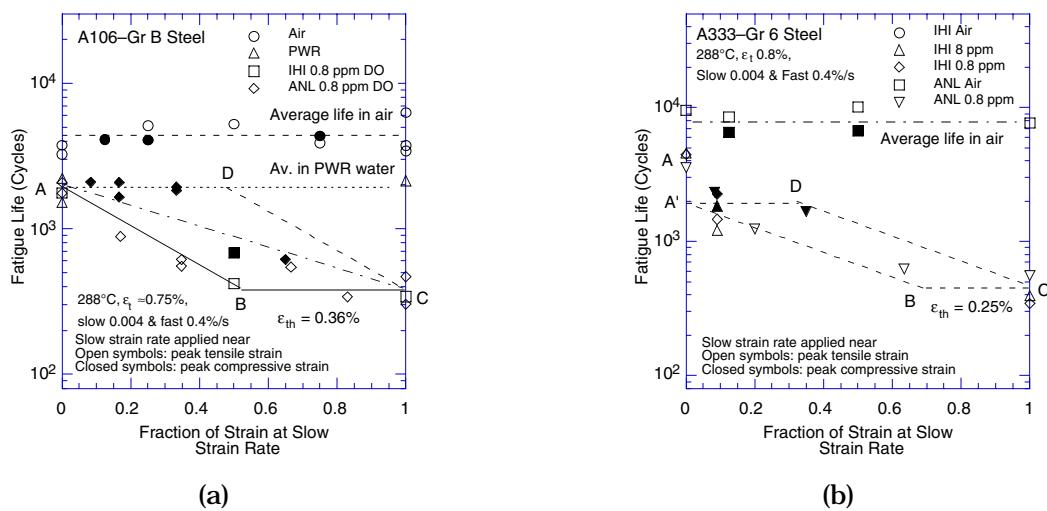 A106–Gr B Steel
Air
PWR
IHI 0.8 ppm DO
ANL 0.8 ppm DO
Average life in air
Av. in PWR water
A
D
B
C
288°C, εt ≈0.75%,
slow 0.004 & fast 0.4%/s
εth = 0.36%
Slow strain rate applied near
Open symbols: peak tensile strain
Closed symbols: peak compressive strain
10^4
10^3
10^2
Fatigue Life (Cycles)
0
0.2
0.4
0.6
0.8
1
Fraction of Strain at Slow
Strain Rate
(a)
A333–Gr 6 Steel
288°C, εt 0.8%,
Slow 0.004 & Fast 0.4%/s
IHI Air
IHI 8 ppm
IHI 0.8 ppm
ANL Air
ANL 0.8 ppm
Average life in air
A
A'
D
B
C
εth = 0.25%
Slow strain rate applied near
Open symbols: peak tensile strain
Closed symbols: peak compressive strain
10^4
10^3
10^2
Fatigue Life (Cycles)
0
0.2
0.4
0.6
0.8
1
Fraction of Strain at Slow
Strain Rate
(b)